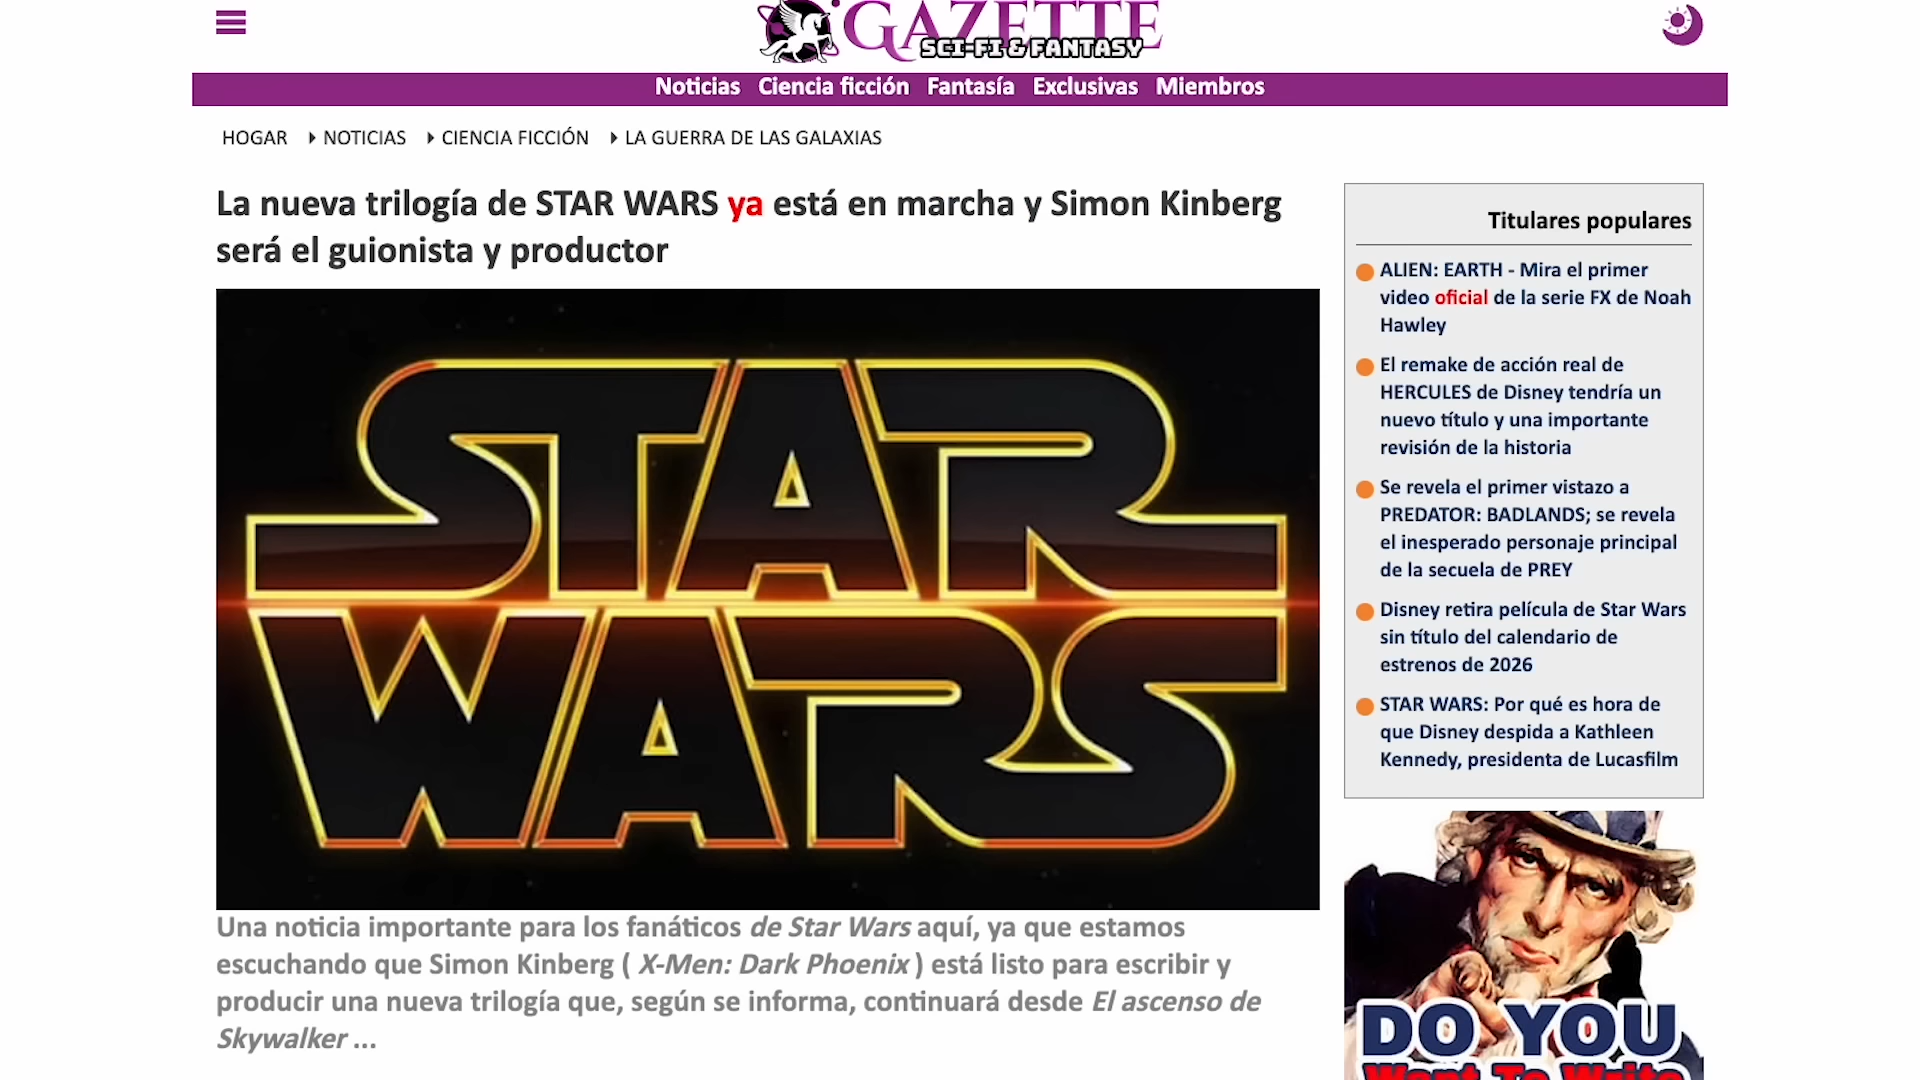 GAZETTE
SCI-FI & FANTASY
Noticias Ciencia ficción Fantasía Exclusivas Miembros
HOGAR NOTICIAS CIENCIA FICCIÓN LA GUERRA DE LAS GALAXIAS
La nueva trilogía de STAR WARS ya está en marcha y Simon Kinberg
será el guionista y productor
STAR
WARS
Una noticia importante para los fanáticos de Star Wars aquí, ya que estamos
escuchando que Simon Kinberg ( X-Men: Dark Phoenix ) está listo para escribir y
producir una nueva trilogía que, según se informa, continuará desde El ascenso de
Skywalker ...
Titulares populares
ALIEN: EARTH - Mira el primer
video oficial de la serie FX de Noah
Hawley
El remake de acción real de
HERCULES de Disney tendría un
nuevo título y una importante
revisión de la historia
Se revela el primer vistazo a
PREDATOR: BADLANDS; se revela
el inesperado personaje principal
de la secuela de PREY
Disney retira película de Star Wars
sin título del calendario de
estrenos de 2026
STAR WARS: Por qué es hora de
que Disney despida a Kathleen
Kennedy, presidenta de Lucasfilm
DO YOU
Want To Write